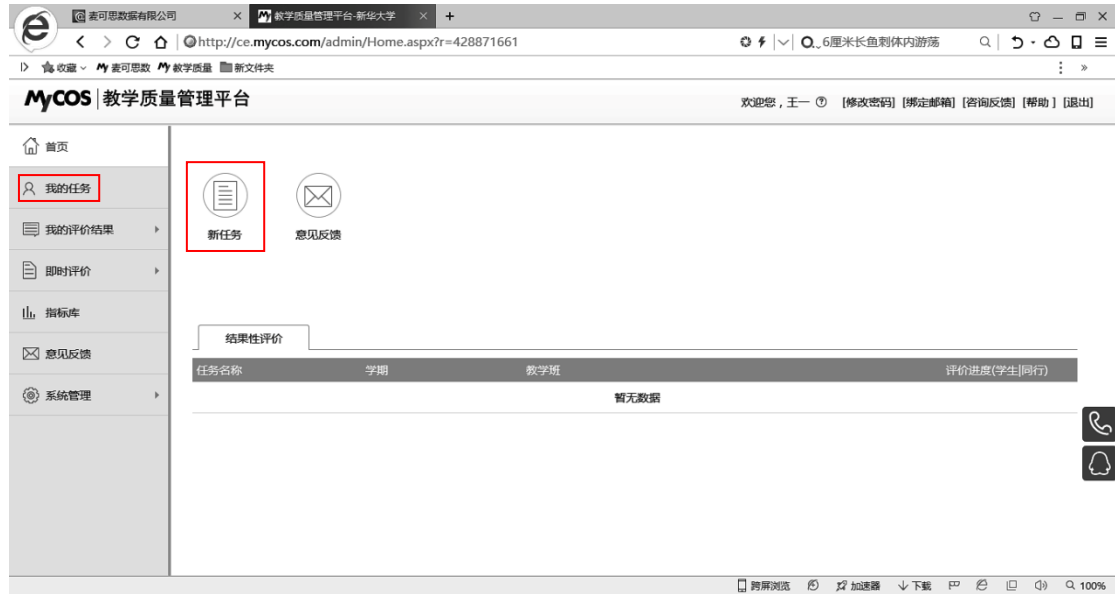 麦可思数据有限公司 教学质量管理平台-新华大学
http://ce.mycos.com/admin/Home.aspx?r=428871661 6厘米长鱼刺体内游荡
收藏 麦可思数 教学质量 新文件夹
MyCOS 教学质量管理平台
欢迎您，王一 [修改密码] [绑定邮箱] [咨询反馈] [帮助 ] [退出]
首页
我的任务
我的评价结果
即时评价
指标库
意见反馈
系统管理
新任务 意见反馈
结果性评价
任务名称 学期 教学班 评价进度(学生|同行)
暂无数据
跨屏浏览 加速器 下载 100%